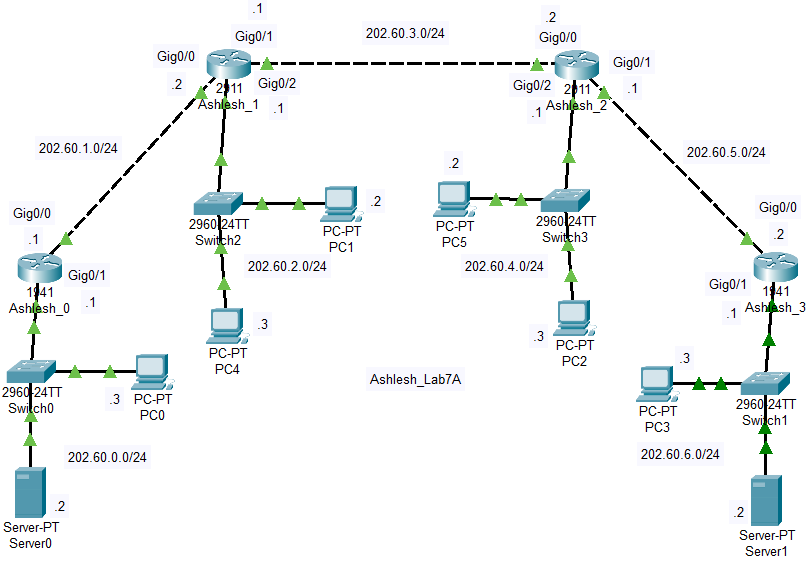 .1
Gig0/1
Gig0/0
.2
2911
Ashlesh_1
Gig0/2
.1
202.60.3.0/24
.2
Gig0/0
Gig0/1
Gig0/2
2911
Ashlesh_2
.1
.1
202.60.1.0/24
202.60.5.0/24
Gig0/0
.1
1941
Ashlesh_0
Gig0/1
.1
2960-24TT
Switch2
.2
PC-PT
PC1
202.60.2.0/24
.3
PC-PT
PC4
.2
PC-PT
PC5
2960-24TT
Switch3
202.60.4.0/24
.3
PC-PT
PC2
Gig0/0
.2
Gig0/1
.1
1941
Ashlesh_3
2960-24TT
Switch0
.3
PC-PT
PC0
202.60.0.0/24
.2
Server-PT
Server0
Ashlesh_Lab7A
.3
PC-PT
PC3
2960-24TT
Switch1
202.60.6.0/24
.2
Server-PT
Server1